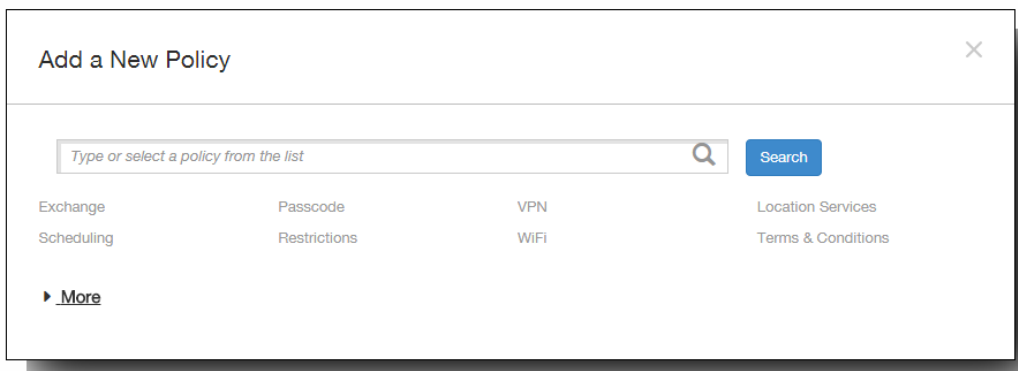 Add a New Policy
Type or select a policy from the list
Search
Exchange Passcode VPN Location Services
Scheduling Restrictions WiFi Terms & Conditions
More